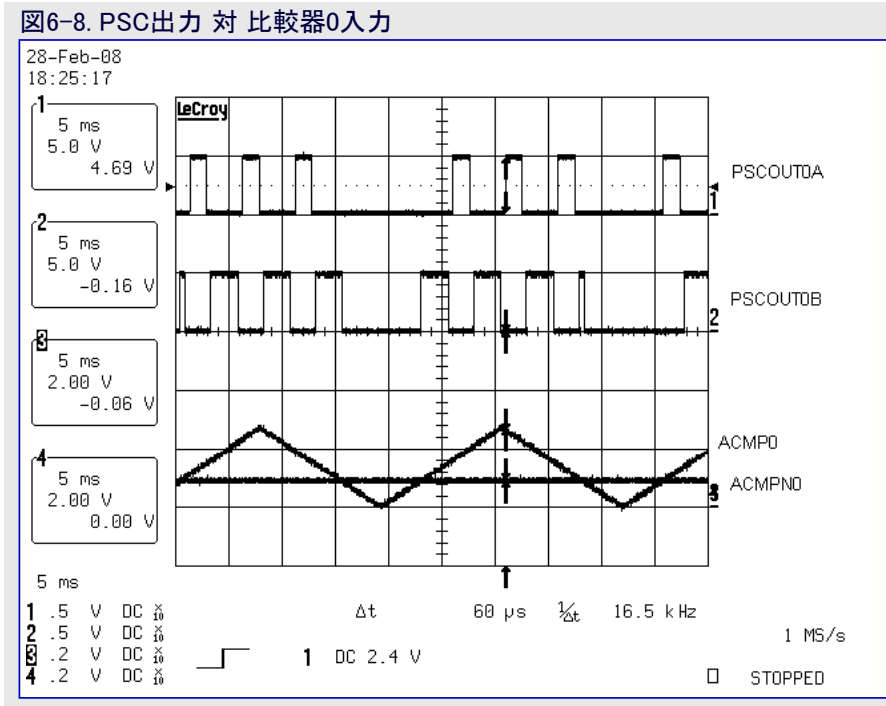 図6-8. PSC出力 対 比較器0入力
28-Feb-08
18:25:17
1
5 ms
5.0 V
4.69 V
2
5 ms
5.0 V
-0.16 V
3
5 ms
2.00 V
-0.06 V
4
5 ms
2.00 V
0.00 V
LeCroy
1
PSCOUT0A
2
PSCOUT0B
ACMP0
3
ACMPN0
5 ms
1 .5 V DC X10
2 .5 V DC X10
3 .2 V DC X10
4 .2 V DC X10
Δt 60 μs 1/Δt 16.5 kHz
1 DC 2.4 V
1 MS/s
STOPPED